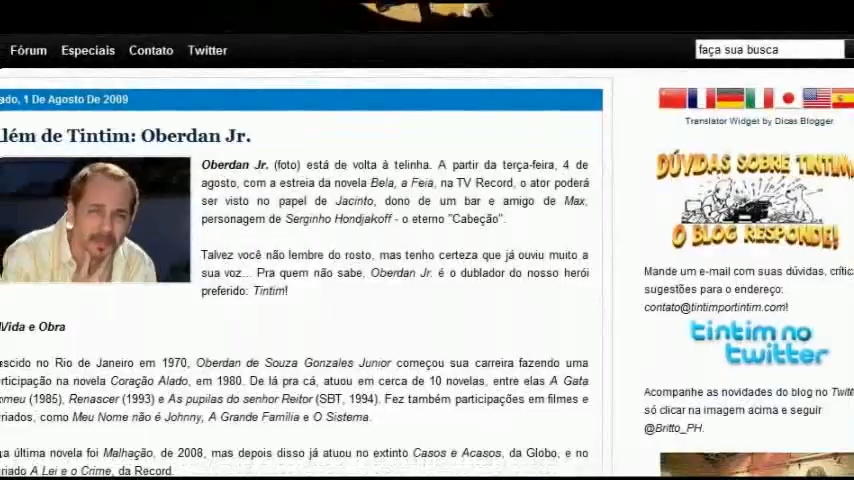 Fórum Especiais Contato Twitter
faça sua busca
ado, 1 De Agosto De 2009
lém de Tintim: Oberdan Jr.
Oberdan Jr. (foto) está de volta à telinha. A partir da terça-feira, 4 de
agosto, com a estreia da novela Bela, a Feia, na TV Record, o ator poderá
ser visto no papel de Jacinto, dono de um bar e amigo de Max,
personagem de Serginho Hondjakoff - o eterno "Cabeção".
Talvez você não lembre do rosto, mas tenho certeza que já ouviu muito a
sua voz... Pra quem não sabe, Oberdan Jr. é o dublador do nosso herói
preferido: Tintim!
Vida e Obra
ascido no Rio de Janeiro em 1970, Oberdan de Souza Gonzales Junior começou sua carreira fazendo uma
rticipação na novela Coração Alado, em 1980. De lá pra cá, atuou em cerca de 10 novelas, entre elas A Gata
omeu (1985), Renascer (1993) e As pupilas do senhor Reitor (SBT, 1994). Fez também participações em filmes e
riados, como Meu Nome não é Johnny, A Grande Família e O Sistema.
a última novela foi Malhação, de 2008, mas depois disso já atuou no extinto Casos e Acasos, da Globo, e no
riado A Lei e o Crime, da Record.
Translator Widget by Dicas Blogger
DÚVIDAS SOBRE TINTIM
O BLOG RESPONDE!
Mande um e-mail com suas dúvidas, crític
sugestões para o endereço:
contato@tintimportintim.com!
tintim no
twitter
Acompanhe as novidades do blog no Twitt
só clicar na imagem acima e seguir
@Britto_PH.